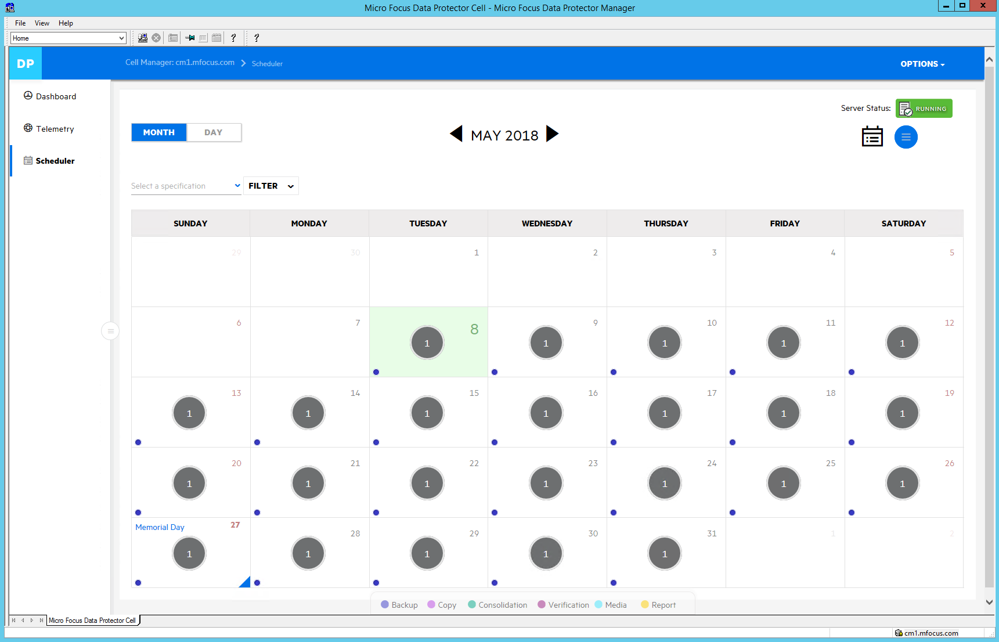 Micro Focus Data Protector Cell - Micro Focus Data Protector Manager
File View Help
Home
? ?
DP
Cell Manager: cm1.mfocus.com > Scheduler
OPTIONS
Dashboard
Telemetry
Scheduler
Server Status: RUNNING
MONTH DAY
MAY 2018
Select a specification
FILTER
SUNDAY MONDAY TUESDAY WEDNESDAY THURSDAY FRIDAY SATURDAY
29 30 1 2 3 4 5
6 7 8 9 10 11 12
1 1 1 1 1
13 14 15 16 17 18 19
1 1 1 1 1 1 1
20 21 22 23 24 25 26
1 1 1 1 1 1 1
Memorial Day 27 28 29 30 31 1 2
1 1 1 1 1
Backup Copy Consolidation Verification Media Report
Micro Focus Data Protector Cell
cm1.mfocus.com